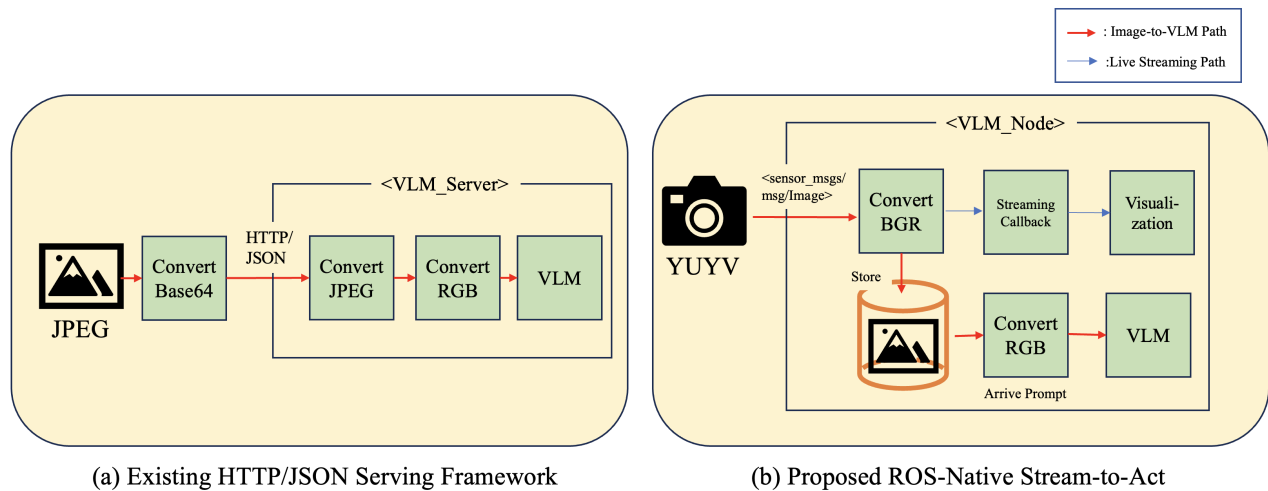 : Image-to-VLM Path
:Live Streaming Path
<VLM_Server>
HTTP/
JSON
Convert
Base64
Convert
JPEG
Convert
RGB
VLM
JPEG
(a) Existing HTTP/JSON Serving Framework
<VLM_Node>
<sensor_msgs/
msg/Image>
YUYV
Convert
BGR
Streaming
Callback
Visuali-
zation
Store
Convert
RGB
VLM
Arrive Prompt
(b) Proposed ROS-Native Stream-to-Act